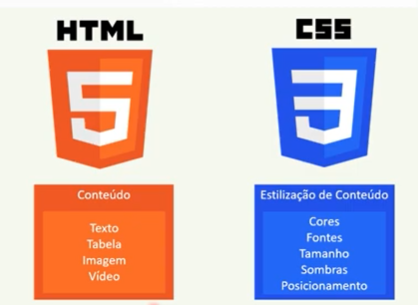 HTML
5
Conteúdo
Texto
Tabela
Imagem
Vídeo
CSS
3
Estilização de Conteúdo
Cores
Fontes
Tamanho
Sombras
Posicionamento